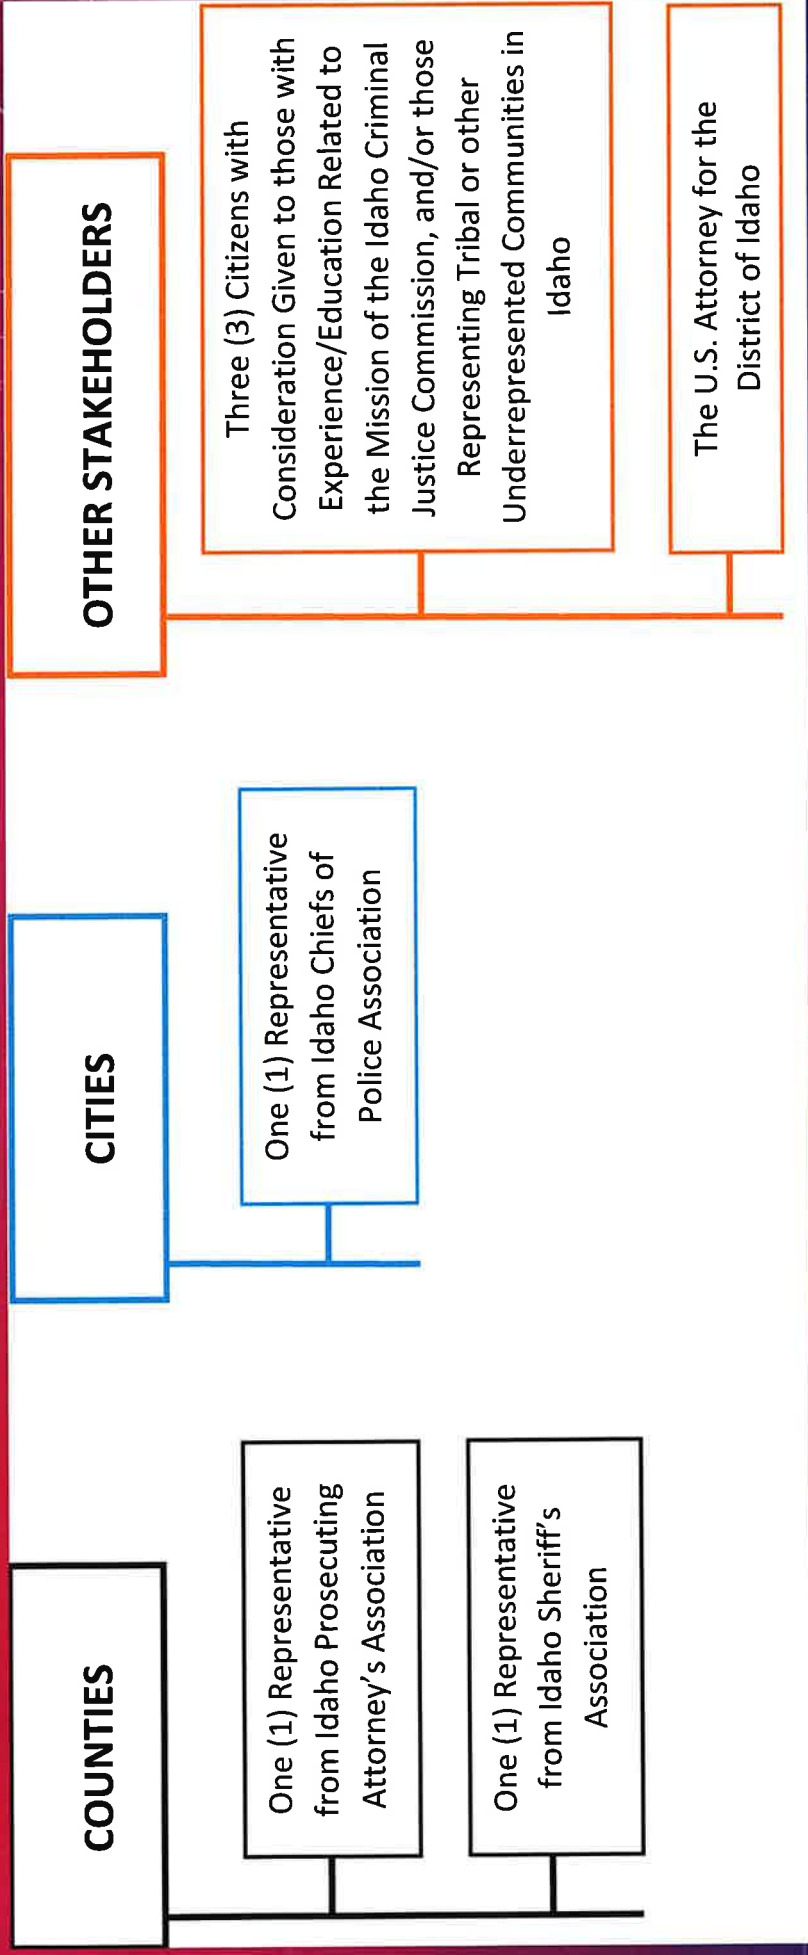 COUNTIES
One (1) Representative
from Idaho Prosecuting
Attorney's Association
One (1) Representative
from Idaho Sheriff's
Association
CITIES
One (1) Representative
from Idaho Chiefs of
Police Association
OTHER STAKEHOLDERS
Three (3) Citizens with
Consideration Given to those with
Experience/Education Related to
the Mission of the Idaho Criminal
Justice Commission, and/or those
Representing Tribal or other
Underrepresented Communities in
Idaho
The U.S. Attorney for the
District of Idaho